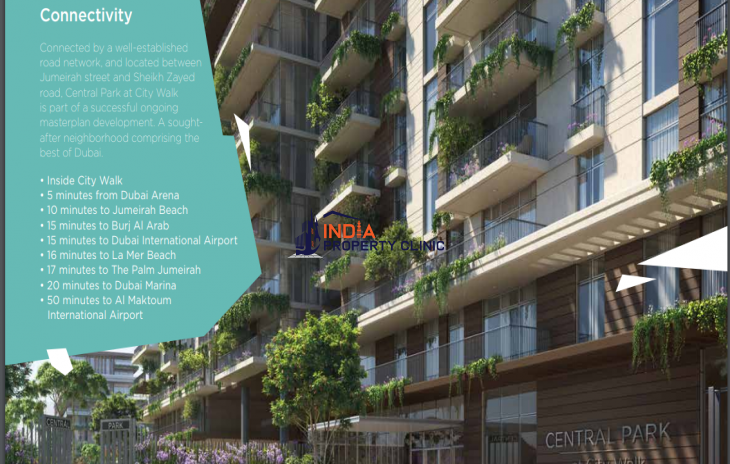 Connectivity
Connected by a well-established
road network, and located between
Jumeirah street and Sheikh Zayed
road, Central Park at City Walk
is part of a successful ongoing
masterplan development. A sought-
after neighborhood comprising the
best of Dubai.
• Inside City Walk
• 5 minutes from Dubai Arena
• 10 minutes to Jumeirah Beach
• 15 minutes to Burj Al Arab
• 15 minutes to Dubai International Airport
• 16 minutes to La Mer Beach
• 17 minutes to The Palm Jumeirah
• 20 minutes to Dubai Marina
• 50 minutes to Al Maktoum
International Airport
INDIA
PROPERTY CLINIC
CENTRAL PARK
CENTRAL PARK